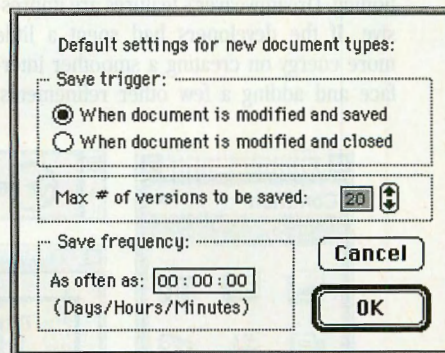 Default settings for new document types:
Save trigger:
When document is modified and saved
When document is modified and closed
Max # of versions to be saved: 20
Save frequency:
As often as: 00:00:00
(Days/Hours/Minutes)
Cancel
OK